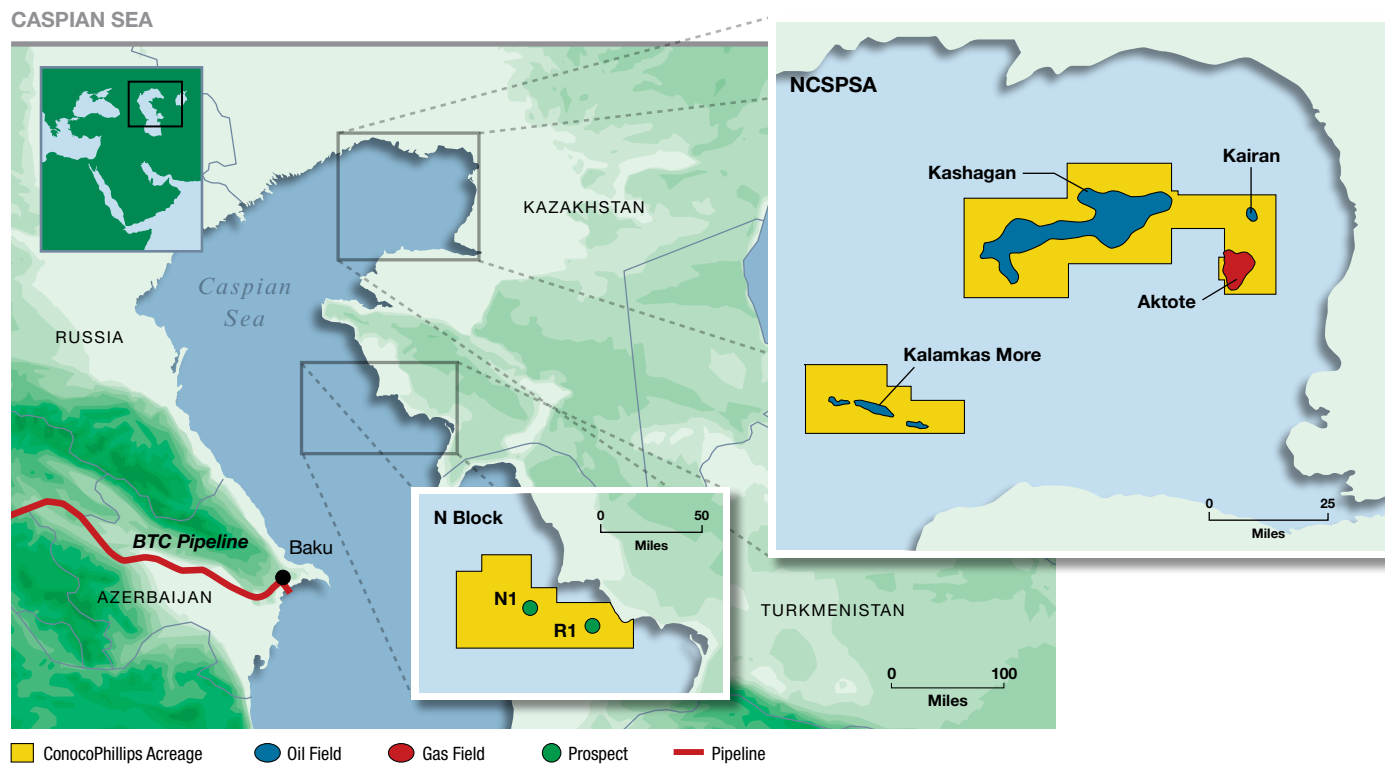 CASPIAN SEA
NCSPSA
Kashagan
Kairan
Aktote
Kalamkas More
0 25
Miles
KAZAKHSTAN
Caspian
Sea
RUSSIA
N Block
0 50
Miles
N1
R1
BTC Pipeline
Baku
AZERBAIJAN
TURKMENISTAN
0 100
Miles
ConocoPhillips Acreage
Oil Field
Gas Field
Prospect
Pipeline